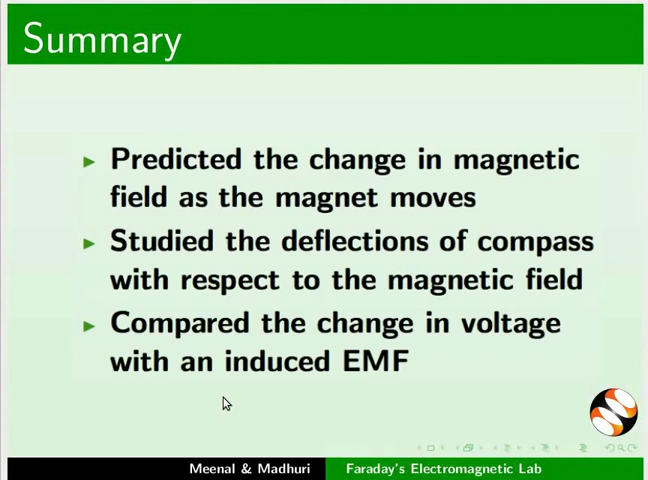 Summary
Predicted the change in magnetic
field as the magnet moves
Studied the deflections of compass
with respect to the magnetic field
Compared the change in voltage
with an induced EMF
Meenal & Madhuri Faraday's Electromagnetic Lab